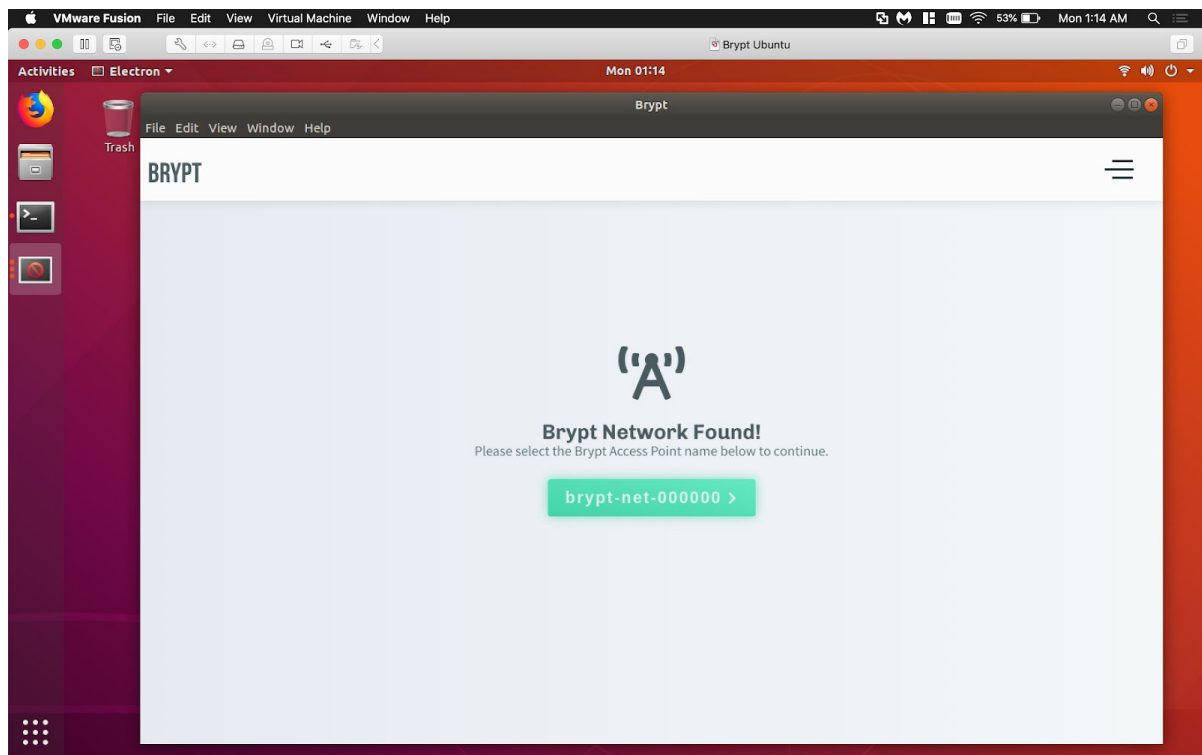 VMware Fusion File Edit View Virtual Machine Window Help 53% Mon 1:14 AM
Brypt Ubuntu
Activities Electron Mon 01:14
Brypt
File Edit View Window Help
Trash
BRYPT
Brypt Network Found!
Please select the Brypt Access Point name below to continue.
brypt-net-000000 >